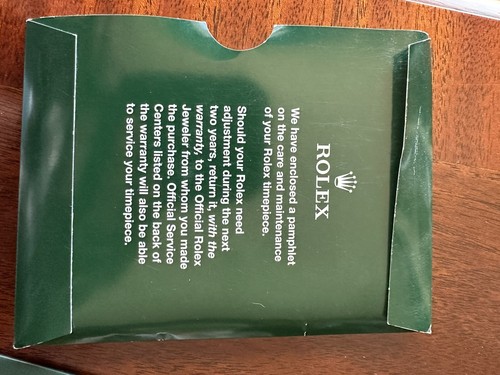 ROLEX
We have enclosed a pamphlet
on the care and maintenance
of your Rolex timepiece.
Should your Rolex need
adjustment during the next
two years, return it, with the
warranty, to the Official Rolex
Jeweler from whom you made
the purchase. Official Service
Centers listed on the back of
the warranty will also be able
to service your timepiece.